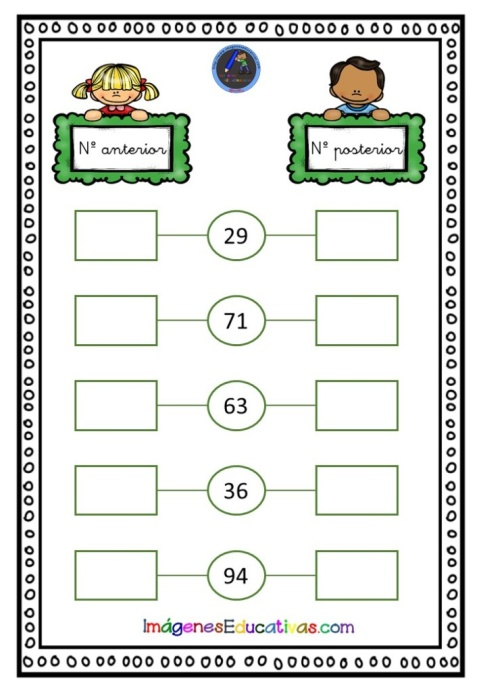 Nº anterior
Nº posterior
29
71
63
36
94
ImágenesEducativas.com